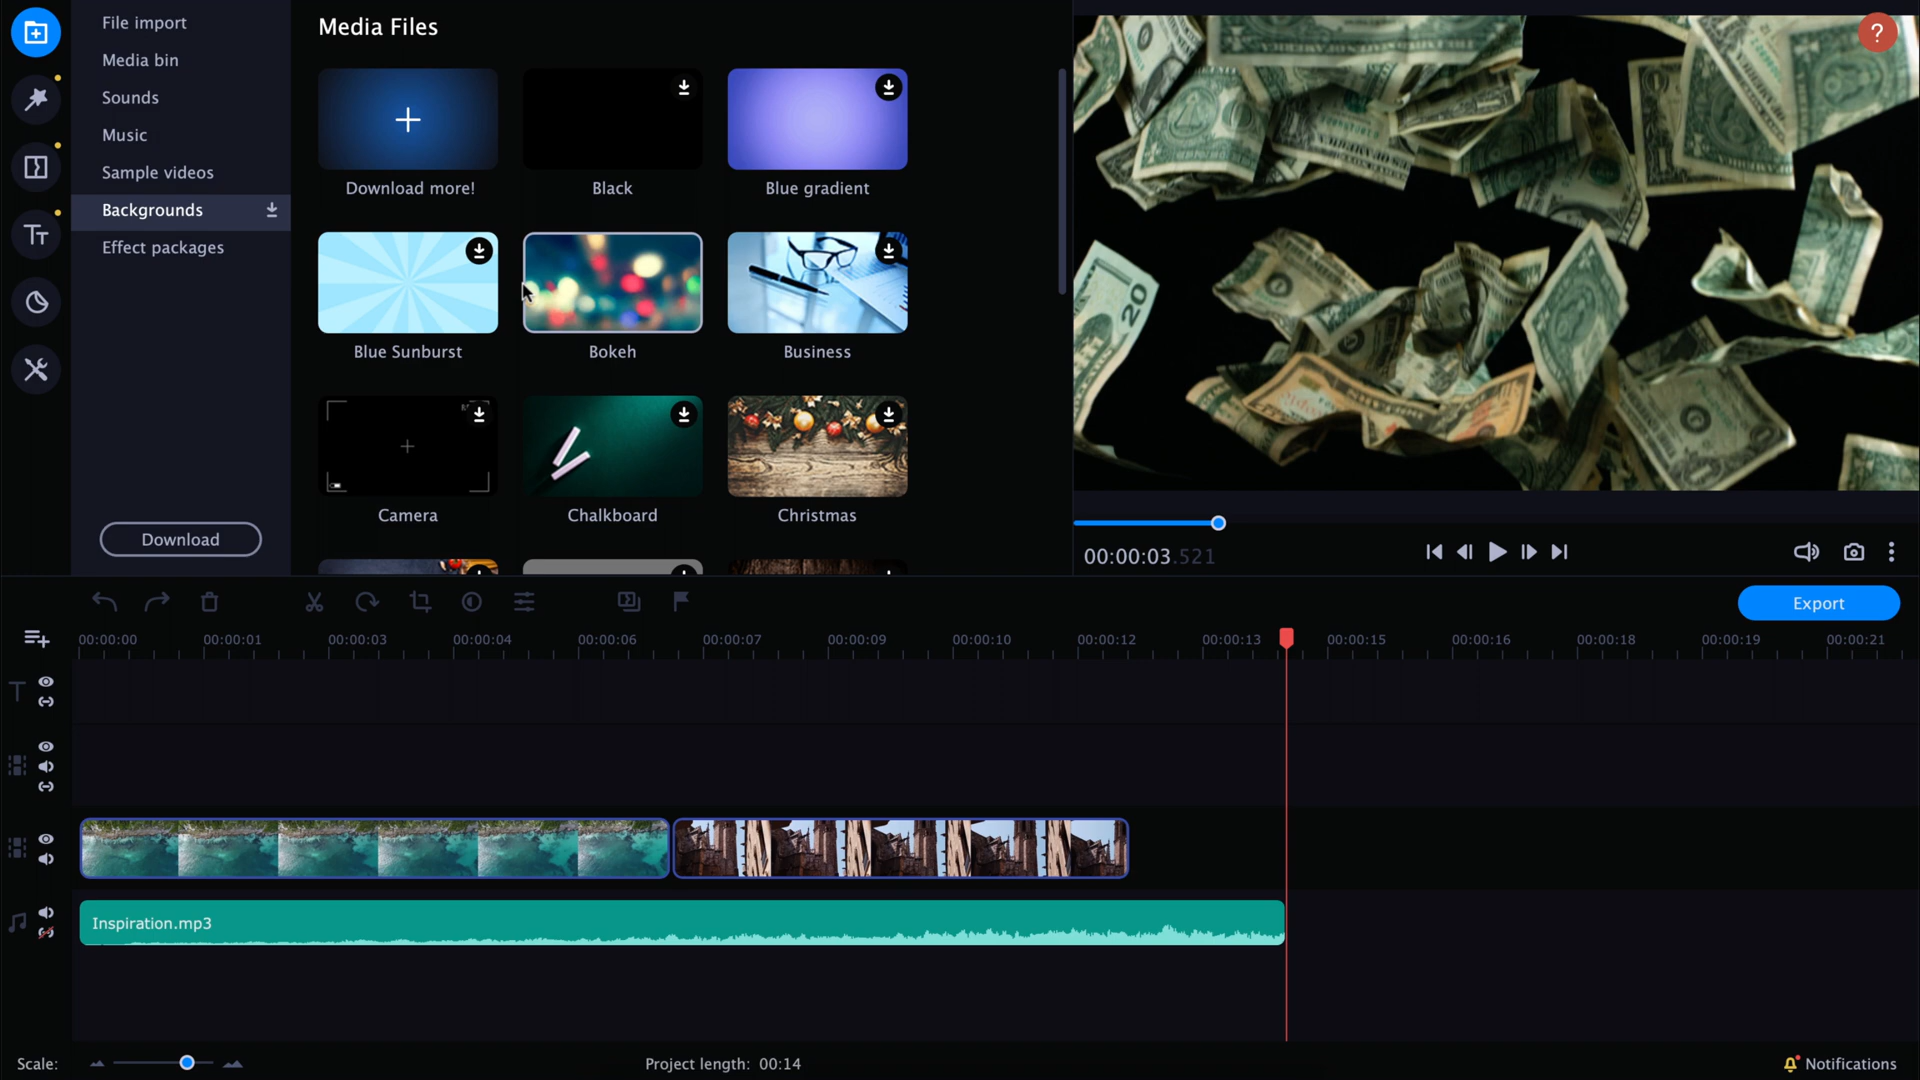 File import
Media bin
Sounds
Music
Sample videos
Backgrounds
Effect packages
Download
Media Files
Download more!
Black
Blue gradient
Blue Sunburst
Bokeh
Business
Camera
Chalkboard
Christmas
?
20
00:00:03.521
Export
00:00:00 00:00:01 00:00:03 00:00:04 00:00:06 00:00:07 00:00:09 00:00:10 00:00:12 00:00:13 00:00:15 00:00:16 00:00:18 00:00:19 00:00:21
Inspiration.mp3
Scale:
Project length: 00:14
Notifications